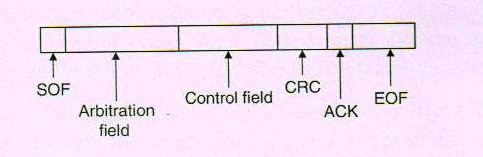 SOF
Arbitration
field
Control field
CRC
ACK
EOF